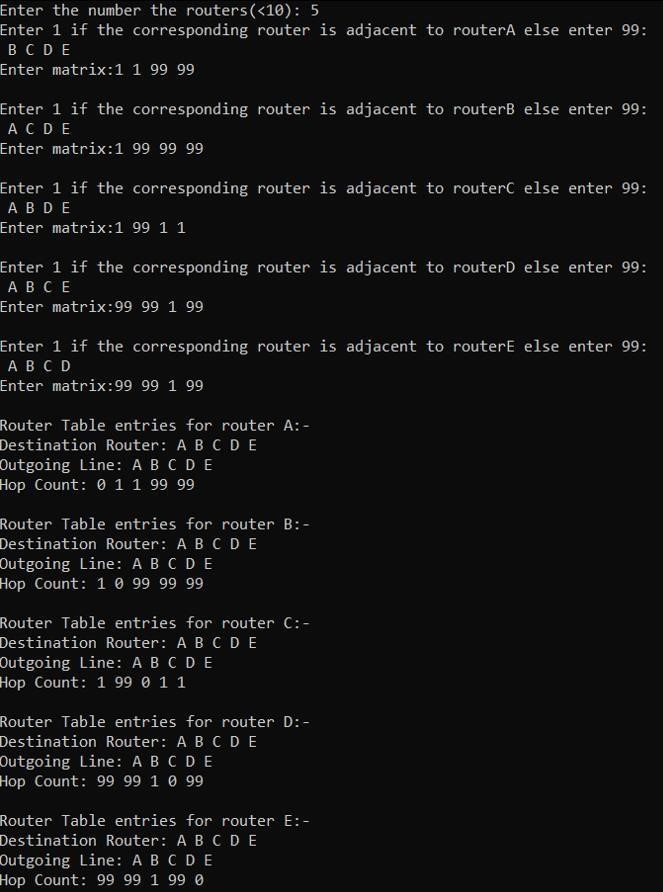 Enter the number the routers(<10): 5
Enter 1 if the corresponding router is adjacent to routerA else enter 99:
B C D E
Enter matrix:1 1 99 99
Enter 1 if the corresponding router is adjacent to routerB else enter 99:
A C D E
Enter matrix:1 99 99 99
Enter 1 if the corresponding router is adjacent to routerC else enter 99:
A B D E
Enter matrix:1 99 1 1
Enter 1 if the corresponding router is adjacent to routerD else enter 99:
A B C E
Enter matrix:99 99 1 99
Enter 1 if the corresponding router is adjacent to routerE else enter 99:
A B C D
Enter matrix:99 99 1 99
Router Table entries for router A:-
Destination Router: A B C D E
Outgoing Line: A B C D E
Hop Count: 0 1 1 99 99
Router Table entries for router B:-
Destination Router: A B C D E
Outgoing Line: A B C D E
Hop Count: 1 0 99 99 99
Router Table entries for router C:-
Destination Router: A B C D E
Outgoing Line: A B C D E
Hop Count: 1 99 0 1 1
Router Table entries for router D:-
Destination Router: A B C D E
Outgoing Line: A B C D E
Hop Count: 99 99 1 0 99
Router Table entries for router E:-
Destination Router: A B C D E
Outgoing Line: A B C D E
Hop Count: 99 99 1 99 0